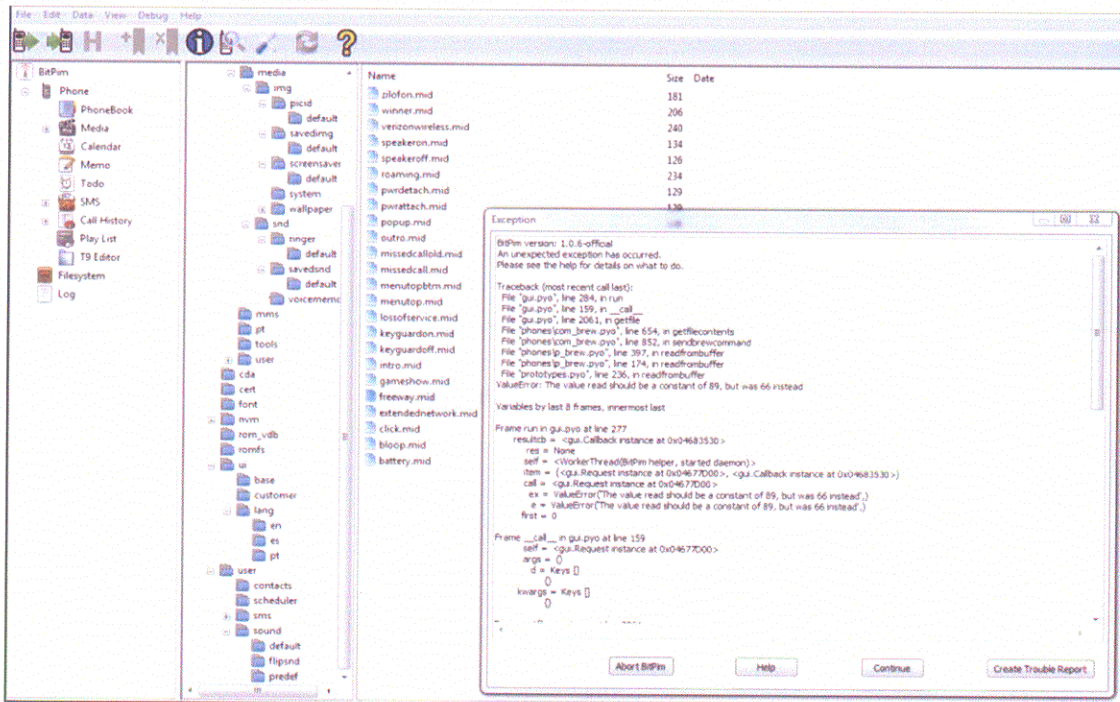 File Edit Data View Debug Help
BitPim
Phone
PhoneBook
Media
Calendar
Memo
Todo
SMS
Call History
Play List
T9 Editor
Filesystem
Log
media
img
picid
default
savedimg
default
screensaver
default
system
wallpaper
snd
ringer
default
savedsnd
default
voicememo
mms
pt
tools
user
cda
cert
font
nvm
rom_vdb
romfs
ui
base
customer
lang
en
es
pt
user
contacts
scheduler
sms
sound
default
flipsnd
predef
Name Size Date
zilofon.mid 181
winner.mid 206
verizonwireless.mid 240
speakeron.mid 134
speakeroff.mid 126
roaming.mid 234
pwrdetach.mid 129
pwrattach.mid 129
popup.mid
outro.mid
missedcallold.mid
missedcall.mid
menutopbtm.mid
menutop.mid
lossofservice.mid
keyguardon.mid
keyguardoff.mid
intro.mid
gameshow.mid
freeway.mid
extendednetwork.mid
click.mid
bloop.mid
battery.mid
Exception
BitPim version: 1.0.6-official
An unexpected exception has occurred.
Please see the help for details on what to do.
Traceback (most recent call last):
File "gui.pyo", line 284, in run
File "gui.pyo", line 159, in __call__
File "gui.pyo", line 2061, in getfile
File "phones\com_brew.pyo", line 654, in getfilecontents
File "phones\com_brew.pyo", line 852, in sendbrewcommand
File "phones\p_brew.pyo", line 397, in readfrombuffer
File "phones\p_brew.pyo", line 174, in readfrombuffer
File "prototypes.pyo", line 236, in readfrombuffer
ValueError: The value read should be a constant of 89, but was 66 instead
Variables by last 8 frames, innermost last
Frame run in gui.pyo at line 277
resultcb = <gui.Callback instance at 0x04683530>
res = None
self = <WorkerThread(BitPim helper, started daemon)>
item = (<gui.Request instance at 0x04677D00>, <gui.Callback instance at 0x04683530>)
call = <gui.Request instance at 0x04677D00>
ex = ValueError('The value read should be a constant of 89, but was 66 instead',)
e = ValueError('The value read should be a constant of 89, but was 66 instead',)
first = 0
Frame __call__ in gui.pyo at line 159
self = <gui.Request instance at 0x04677D00>
args = ()
d = Keys []
{}
kwargs = Keys []
{}
Abort BitPim Help Continue Create Trouble Report